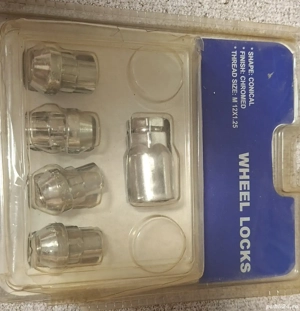 * SHAPE: CONICAL
* FINISH: CHROMED
* THREAD SIZE: M 12X1.25
WHEEL LOCKS